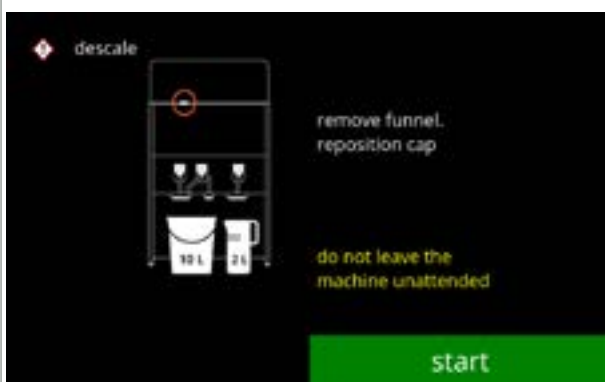 descale
remove funnel.
reposition cap
10 L
2 L
do not leave the
machine unattended
start